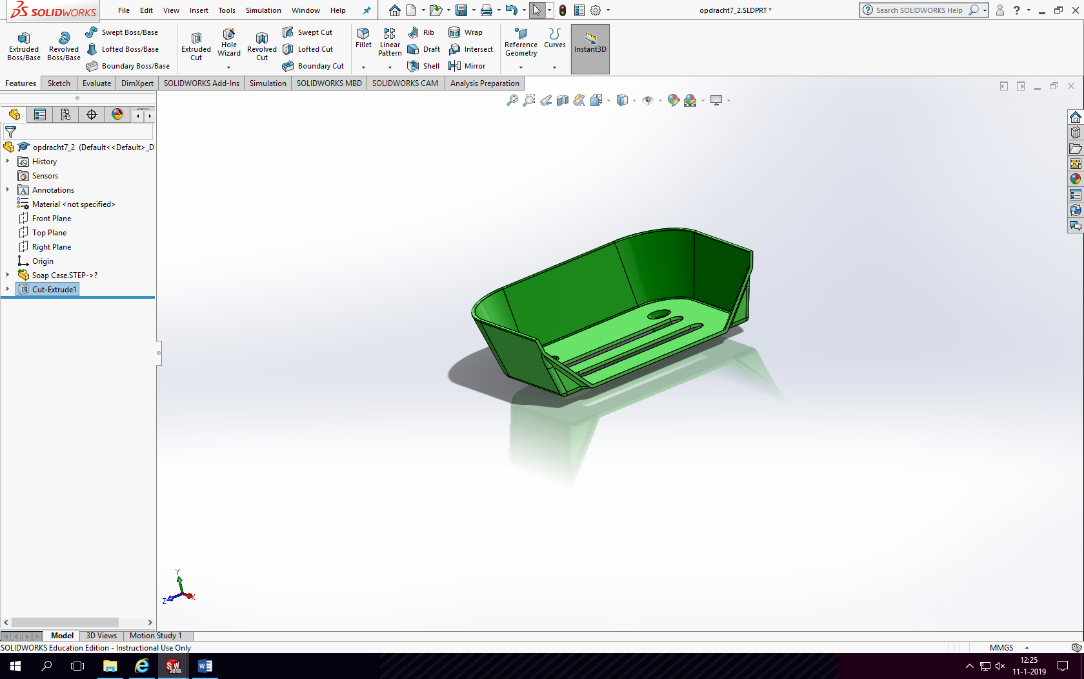 SOLIDWORKS File Edit View Insert Tools Simulation Window Help opdracht7_2.SLDPRT * Search SOLIDWORKS Help ?
Extruded Boss/Base
Revolved Boss/Base
Swept Boss/Base
Lofted Boss/Base
Boundary Boss/Base
Extruded Cut
Hole Wizard
Revolved Cut
Swept Cut
Lofted Cut
Boundary Cut
Fillet
Linear Pattern
Rib
Draft
Shell
Wrap
Intersect
Mirror
Reference Geometry
Curves
Instant3D
Features Sketch Evaluate DimXpert SOLIDWORKS Add-Ins Simulation SOLIDWORKS MBD SOLIDWORKS CAM Analysis Preparation
opdracht7_2 (Default<<Default>_D
History
Sensors
Annotations
Material <not specified>
Front Plane
Top Plane
Right Plane
Origin
Soap Case.STEP->?
Cut-Extrude1
Y
Z
X
Model 3D Views Motion Study 1
SOLIDWORKS Education Edition - Instructional Use Only MMGS
12:25
11-1-2019